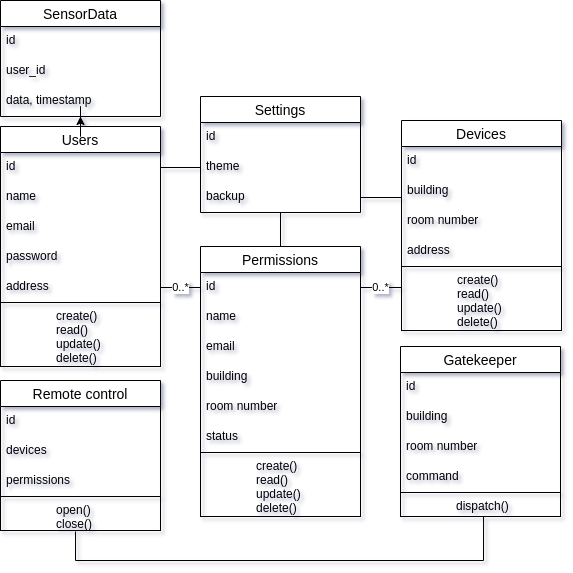 SensorData
id
user_id
data, timestamp
Users
id
name
email
password
address
create()
read()
update()
delete()
Settings
id
theme
backup
Devices
id
building
room number
address
create()
read()
update()
delete()
0..*
0..*
Permissions
id
name
email
building
room number
status
create()
read()
update()
delete()
Remote control
id
devices
permissions
open()
close()
Gatekeeper
id
building
room number
command
dispatch()